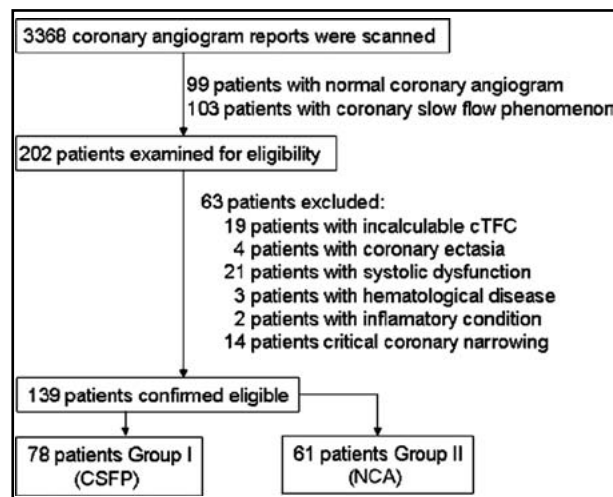 3368 coronary angiogram reports were scanned
99 patients with normal coronary angiogram
103 patients with coronary slow flow phenomenon
202 patients examined for eligibility
63 patients excluded:
19 patients with incalculable cTFC
4 patients with coronary ectasia
21 patients with systolic dysfunction
3 patients with hematological disease
2 patients with inflamatory condition
14 patients critical coronary narrowing
139 patients confirmed eligible
78 patients Group I
(CSFP)
61 patients Group II
(NCA)